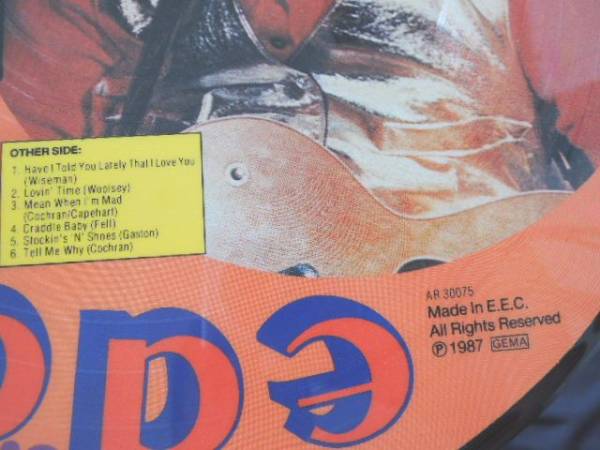 OTHER SIDE:
1. Have I Told You Lately That I Love You
(Wiseman)
2. Lovin' Time (Woolsey)
3. Mean When I'm Mad
(Cochran/Capehart)
4. Craddle Baby (Fell)
5. Stockin's 'N' Shoes (Gaston)
6. Tell Me Why (Cochran)
AR 30075
Made In E.E.C.
All Rights Reserved
℗ 1987 GEMA